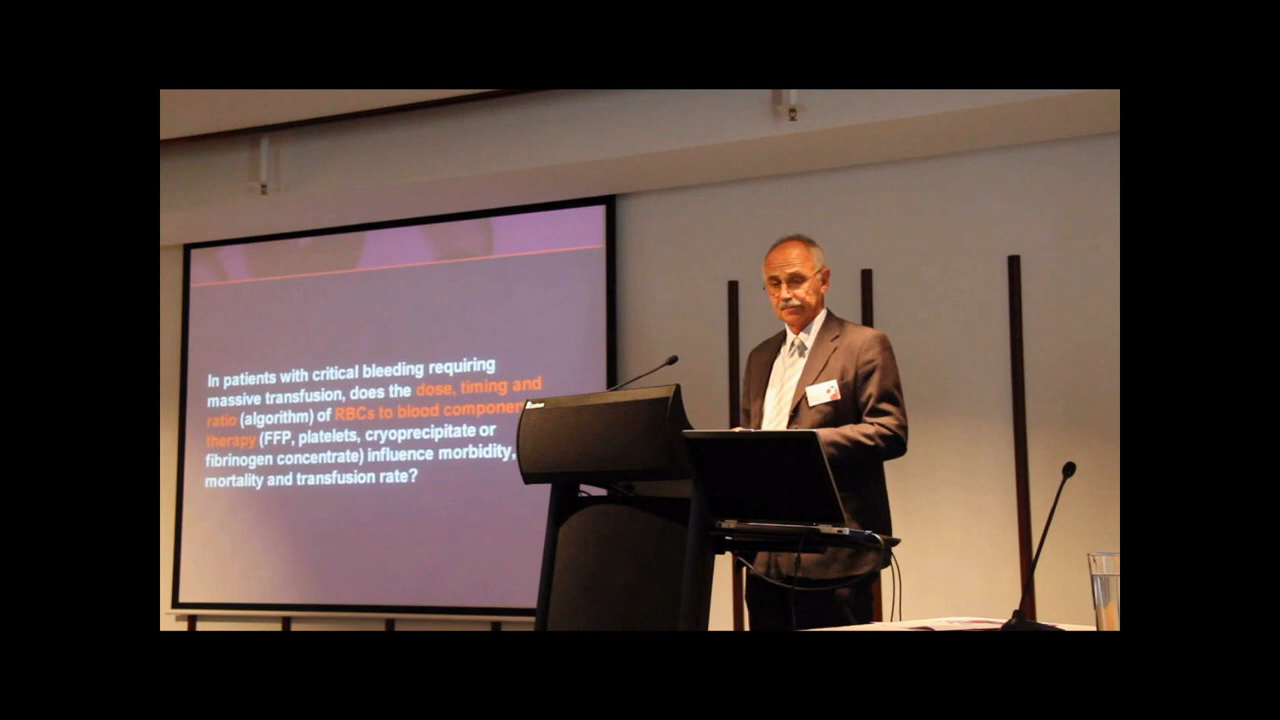 In patients with critical bleeding requiring
massive transfusion, does the dose, timing and
ratio (algorithm) of RBCs to blood
therapy (FFP, platelets, cryoprecipitate or
fibrinogen concentrate) influence morbidity,
mortality and transfusion rate?